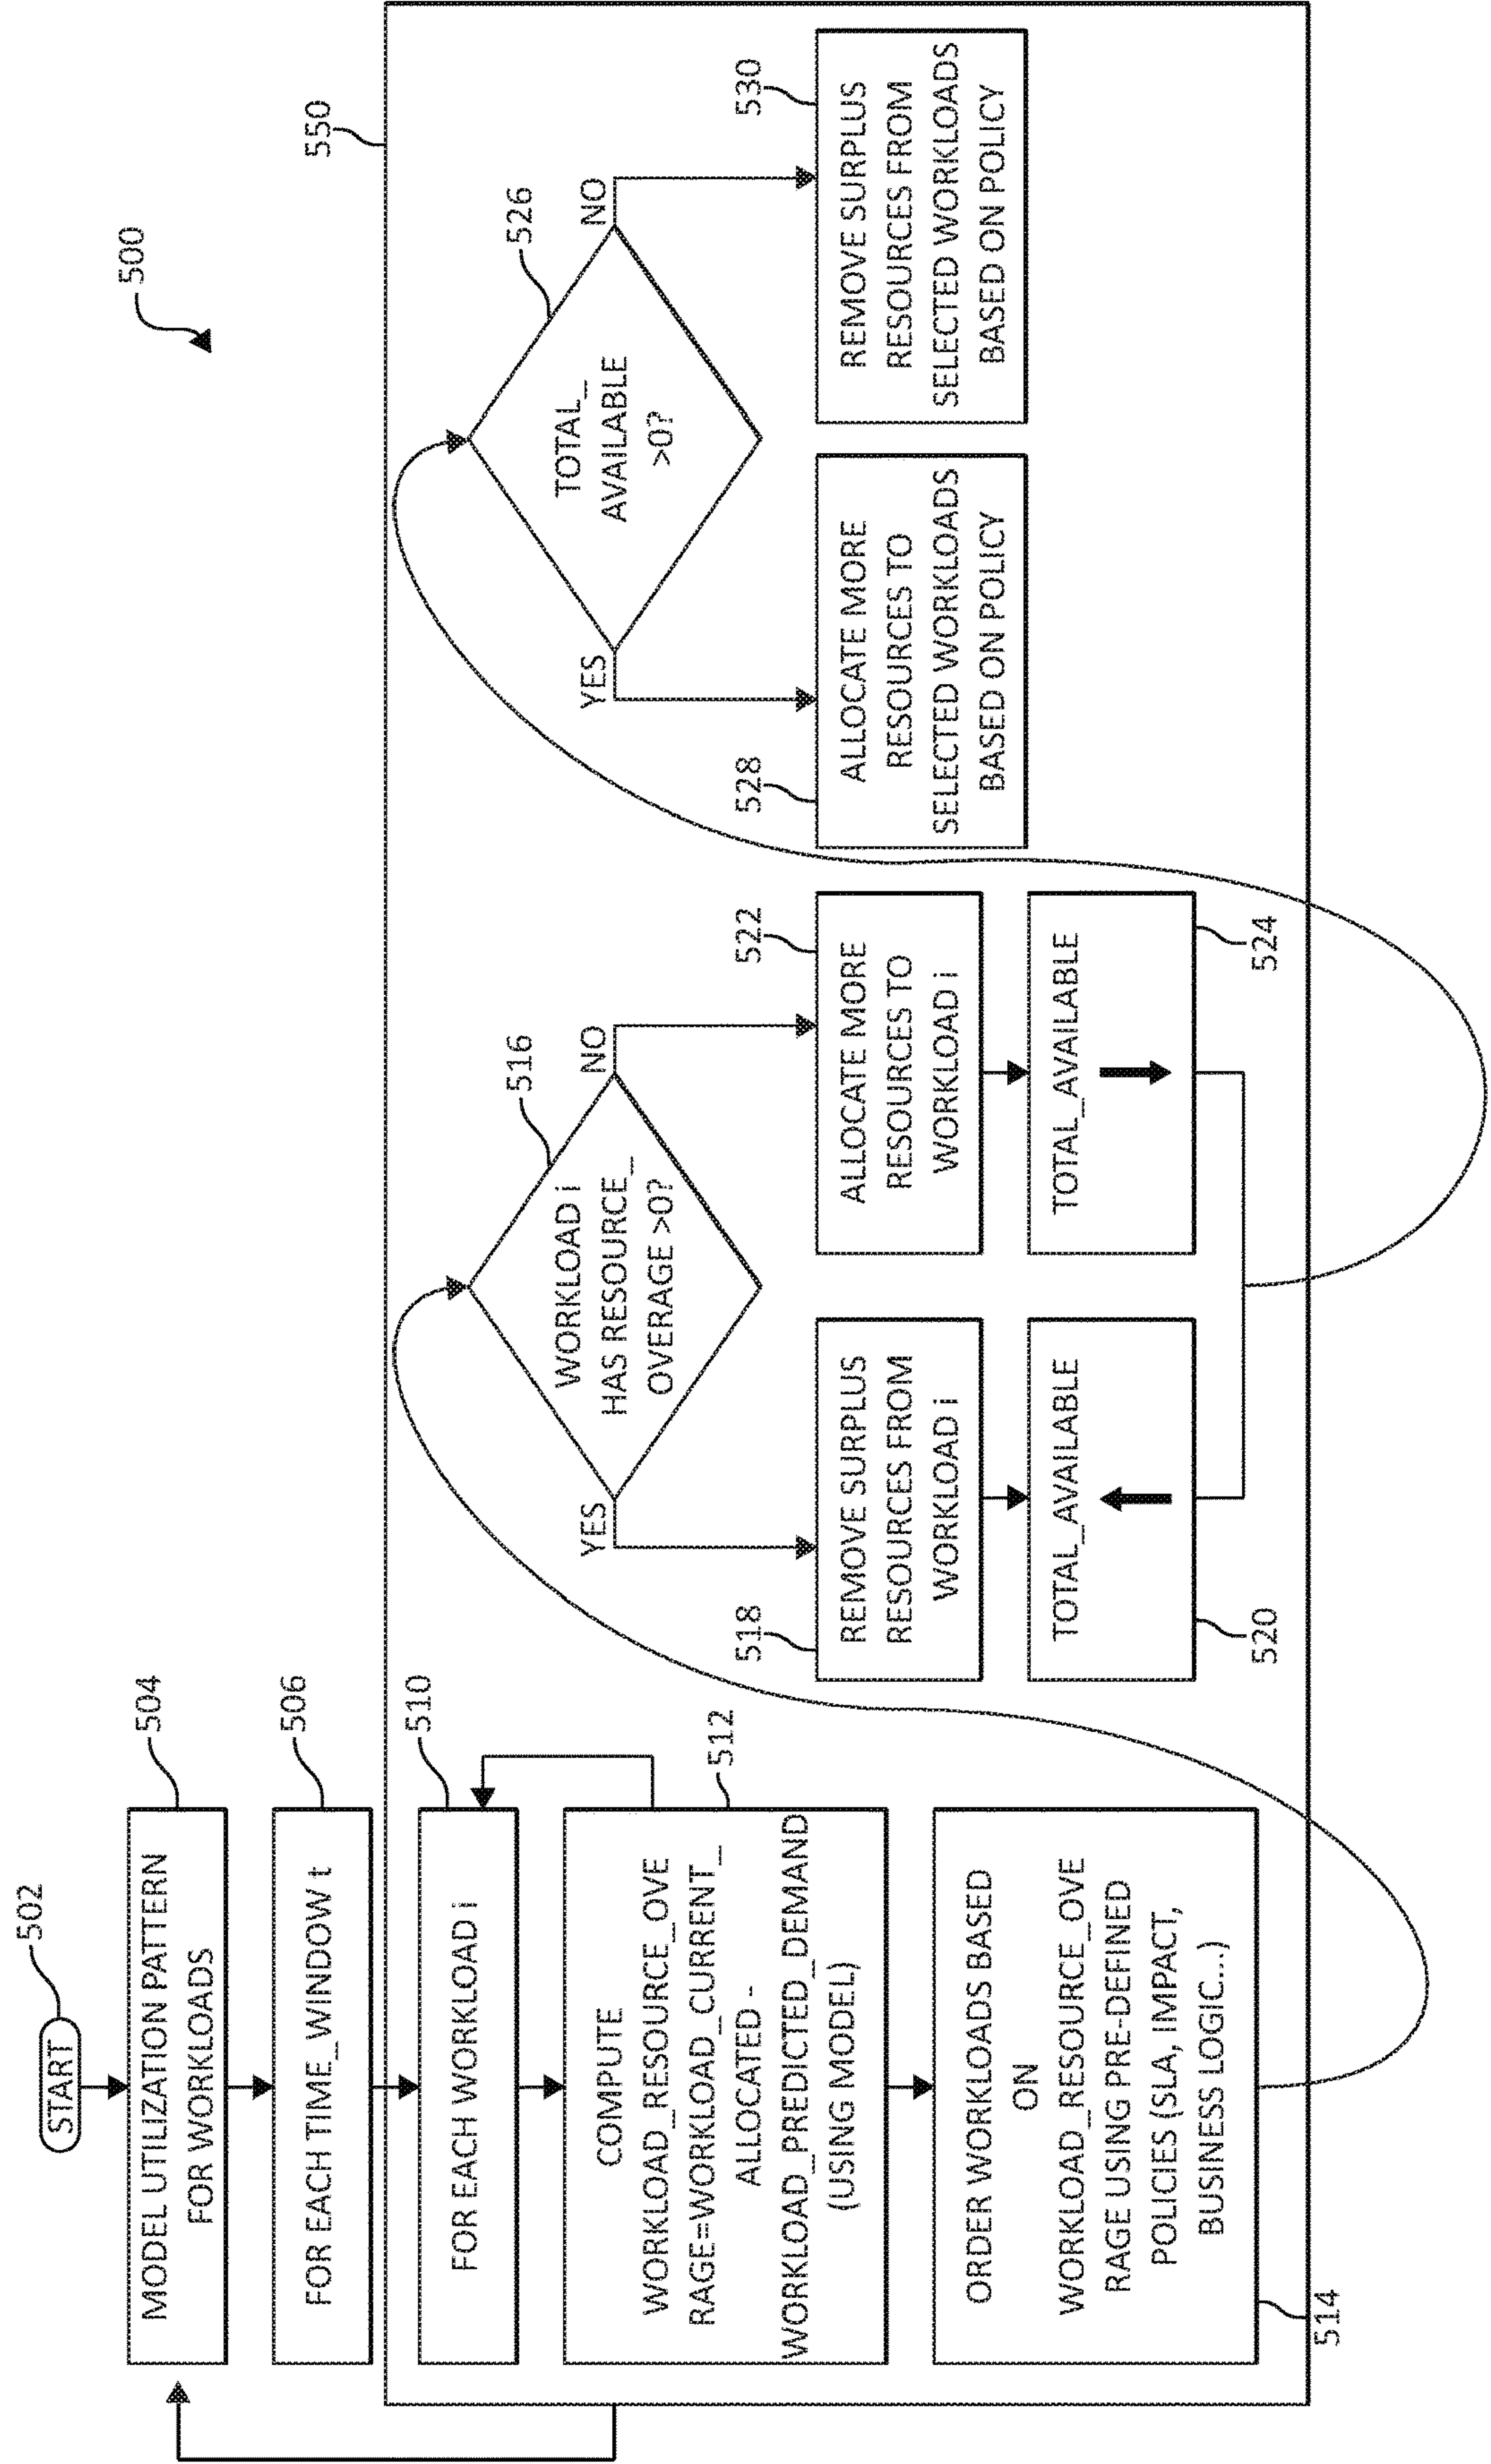 500
502
START
504
MODEL UTILIZATION PATTERN
FOR WORKLOADS
506
FOR EACH TIME_WINDOW t
550
510
FOR EACH WORKLOAD i
512
COMPUTE
WORKLOAD_RESOURCE_OVE
RAGE=WORKLOAD_CURRENT_
ALLOCATED -
WORKLOAD_PREDICTED_DEMAND
(USING MODEL)
ORDER WORKLOADS BASED
ON
WORKLOAD_RESOURCE_OVE
RAGE USING PRE-DEFINED
POLICIES (SLA, IMPACT,
BUSINESS LOGIC...)
514
516
WORKLOAD i
HAS RESOURCE_
OVERAGE >0?
YES
NO
518
REMOVE SURPLUS
RESOURCES FROM
WORKLOAD i
TOTAL_AVAILABLE
520
522
ALLOCATE MORE
RESOURCES TO
WORKLOAD i
TOTAL_AVAILABLE
524
526
TOTAL_
AVAILABLE
>0?
YES
NO
528
ALLOCATE MORE
RESOURCES TO
SELECTED WORKLOADS
BASED ON POLICY
530
REMOVE SURPLUS
RESOURCES FROM
SELECTED WORKLOADS
BASED ON POLICY